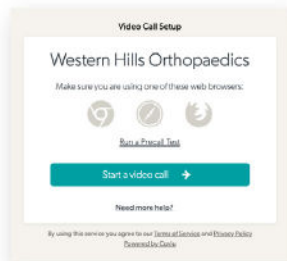 Video Call Setup
Western Hills Orthopaedics
Make sure you are using one of these web browsers:
Run a Precall Test
Start a video call
Need more help?
By using this service you agree to our Terms of Service and Privacy Policy
Powered by